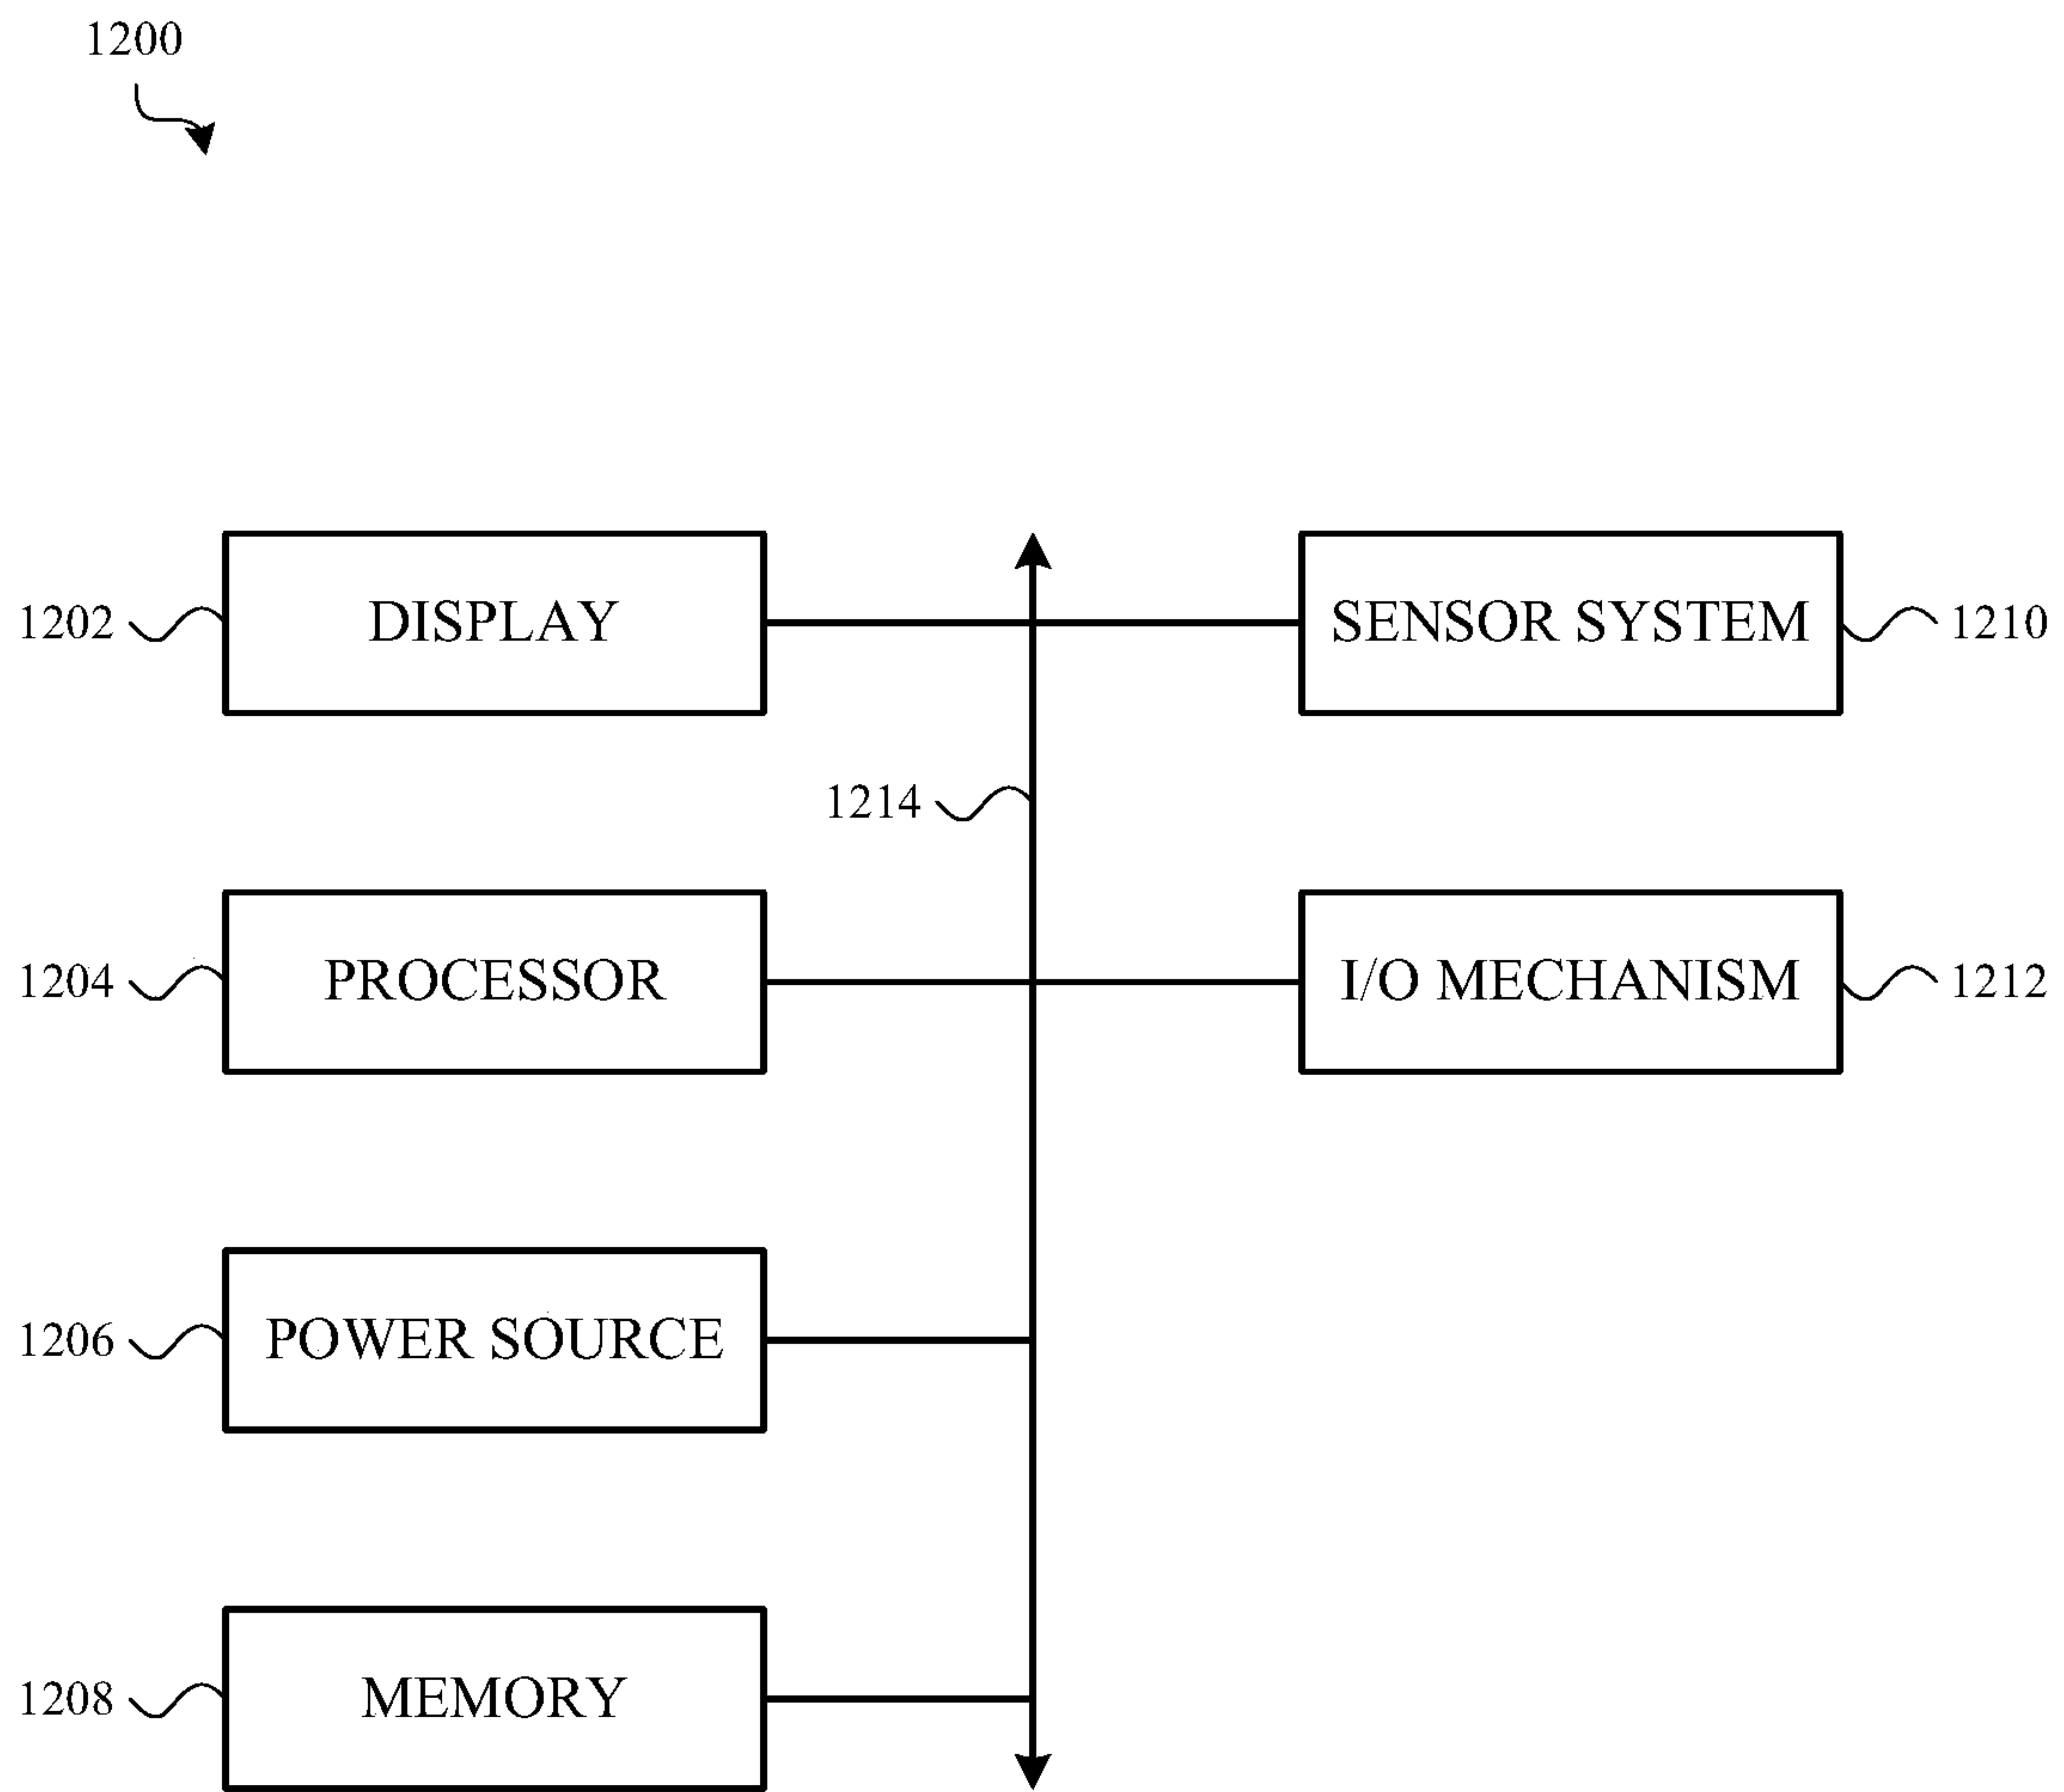 1200
1202 DISPLAY SENSOR SYSTEM 1210
1214
1204 PROCESSOR I/O MECHANISM 1212
1206 POWER SOURCE
1208 MEMORY